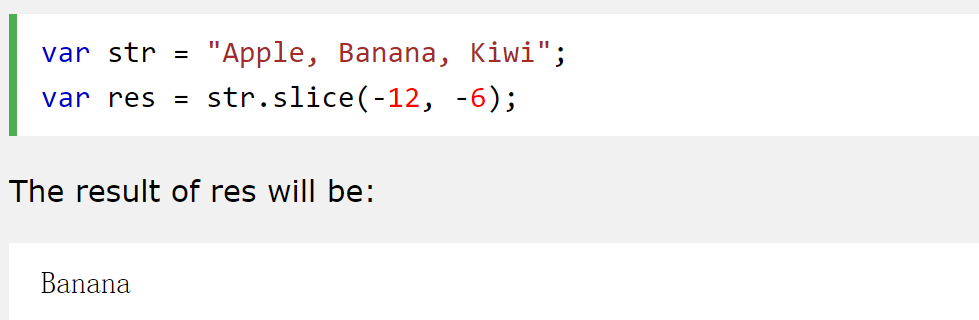 var str = "Apple, Banana, Kiwi";
var res = str.slice(-12, -6);
The result of res will be:
Banana